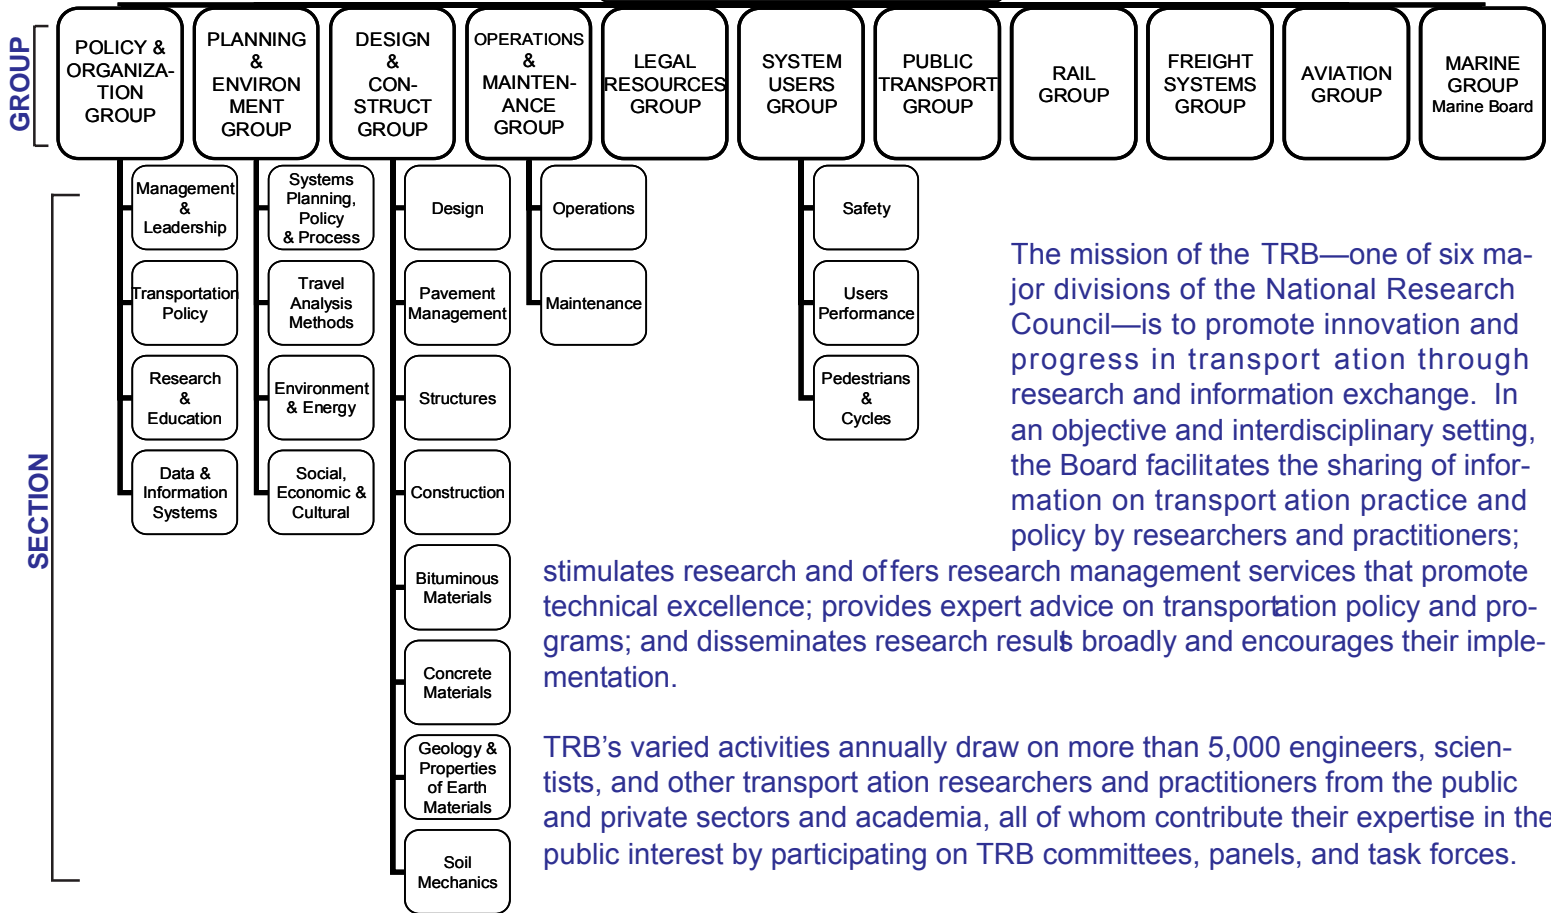 GROUP
POLICY &
ORGANIZA-
TION
GROUP
PLANNING
&
ENVIRON
MENT
GROUP
DESIGN
&
CON-
STRUCT
GROUP
OPERATIONS
&
MAINTEN-
ANCE
GROUP
LEGAL
RESOURCES
GROUP
SYSTEM
USERS
GROUP
PUBLIC
TRANSPORT
GROUP
RAIL
GROUP
FREIGHT
SYSTEMS
GROUP
AVIATION
GROUP
MARINE
GROUP
Marine Board
SECTION
Management
&
Leadership
Transportation
Policy
Research
&
Education
Data &
Information
Systems
Systems
Planning,
Policy
& Process
Travel
Analysis
Methods
Environment
& Energy
Social,
Economic &
Cultural
Design
Pavement
Management
Structures
Construction
Bituminous
Materials
Concrete
Materials
Geology &
Properties
of Earth
Materials
Soil
Mechanics
Operations
Maintenance
Safety
Users
Performance
Pedestrians
&
Cycles
The mission of the TRB—one of six ma-
jor divisions of the National Research
Council—is to promote innovation and
progress in transport ation through
research and information exchange. In
an objective and interdisciplinary setting,
the Board facilitates the sharing of infor-
mation on transport ation practice and
policy by researchers and practitioners;
stimulates research and offers research management services that promote
technical excellence; provides expert advice on transportation policy and pro-
grams; and disseminates research results broadly and encourages their imple-
mentation.
TRB's varied activities annually draw on more than 5,000 engineers, scien-
tists, and other transport ation researchers and practitioners from the public
and private sectors and academia, all of whom contribute their expertise in the
public interest by participating on TRB committees, panels, and task forces.